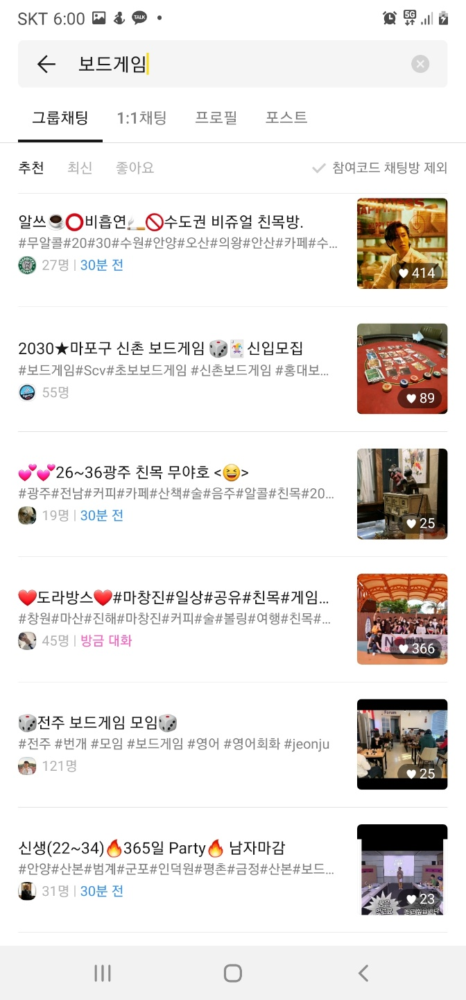 SKT 6:00 TALK 5G
보드게임
그룹채팅 1:1채팅 프로필 포스트
추천 최신 좋아요 참여코드 채팅방 제외
알쓰☕⭕비흡연🚬🚫수도권 비쥬얼 친목방.
#무알콜#20#30#수원#안양#오산#의왕#안산#카페#수...
27명 | 30분 전
414
2030★마포구 신촌 보드게임 🎲🃏신입모집
#보드게임#Scv#초보보드게임 #신촌보드게임 #홍대보...
55명
89
💕💕26~36광주 친목 무야호 <😆>
#광주#전남#커피#카페#산책#술#음주#알콜#친목#20...
19명 | 30분 전
25
❤️도라방스❤️#마창진#일상#공유#친목#게임...
#창원#마산#진해#마창진#커피#술#볼링#여행#친목#...
45명 | 방금 대화
366
🎲전주 보드게임 모임🎲
#전주 #번개 #모임 #보드게임 #영어 #영어회화 #jeonju
121명
Forum
25
신생(22~34)🔥365일 Party🔥 남자마감
#안양#산본#범계#군포#인덕원#평촌#금정#산본#보드...
31명 | 30분 전
23